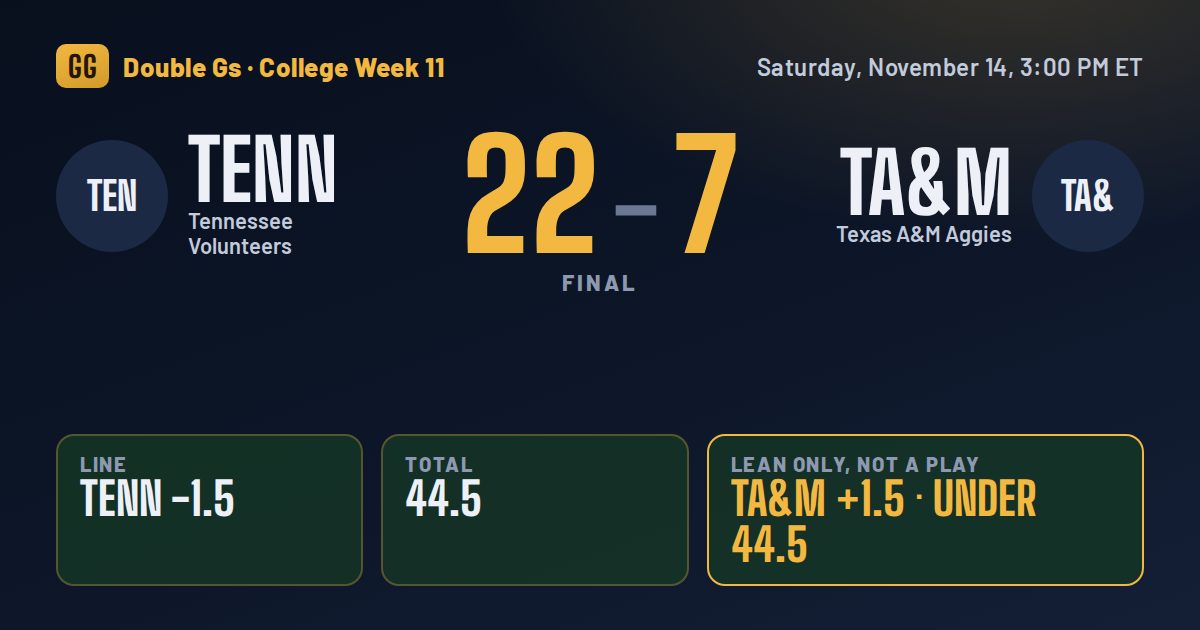 GG Double Gs · College Week 11
Saturday, November 14, 3:00 PM ET
TEN
TENN
Tennessee
Volunteers
22 – 7
FINAL
TA&M
Texas A&M Aggies
TA&
LINE
TENN −1.5
TOTAL
44.5
LEAN ONLY, NOT A PLAY
TA&M +1.5 · UNDER
44.5